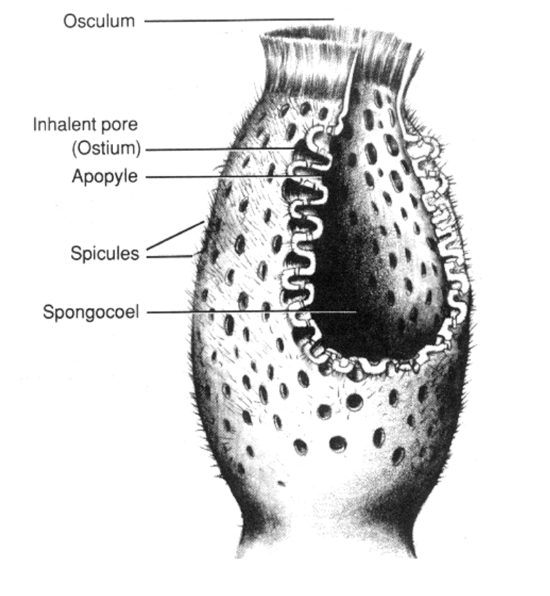 Osculum
Inhalent pore
(Ostium)
Apopyle
Spicules
Spongocoel